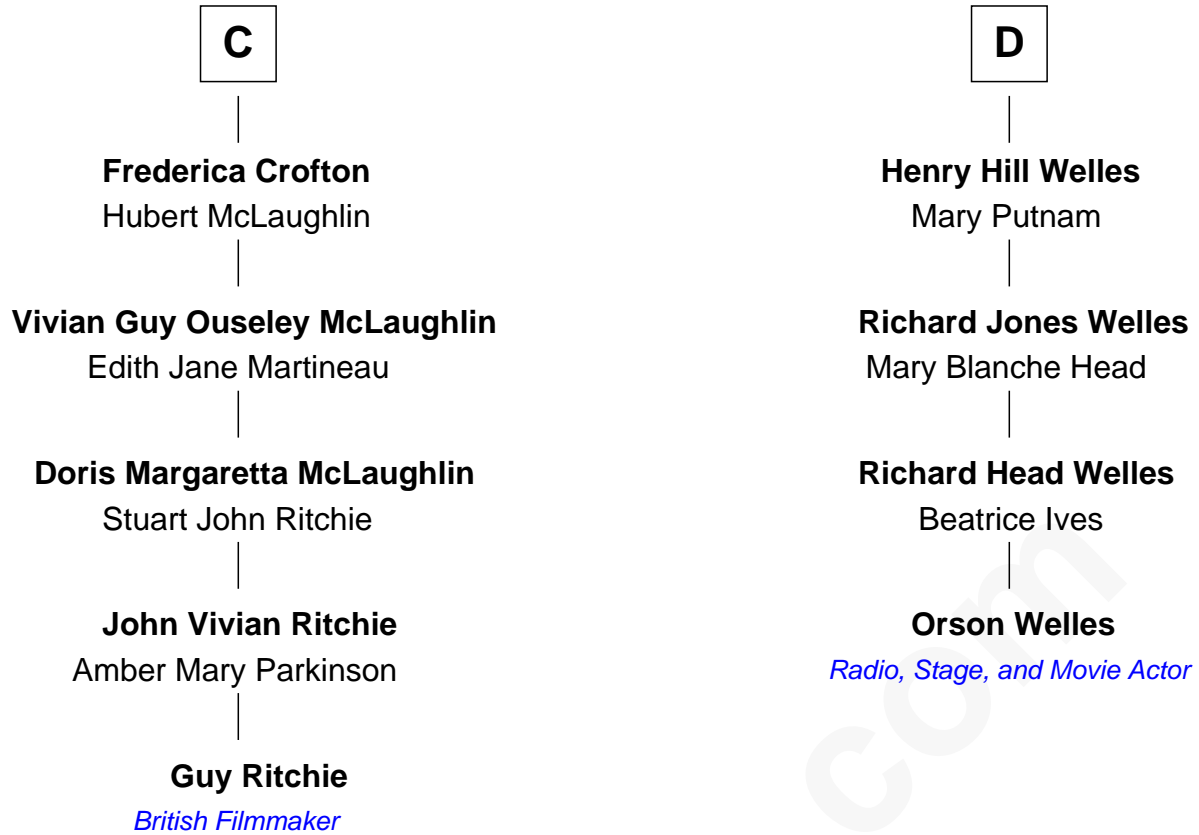 C
Frederica Crofton
Hubert McLaughlin
Vivian Guy Ouseley McLaughlin
Edith Jane Martineau
Doris Margaretta McLaughlin
Stuart John Ritchie
John Vivian Ritchie
Amber Mary Parkinson
Guy Ritchie
British Filmmaker
D
Henry Hill Welles
Mary Putnam
Richard Jones Welles
Mary Blanche Head
Richard Head Welles
Beatrice Ives
Orson Welles
Radio, Stage, and Movie Actor
com